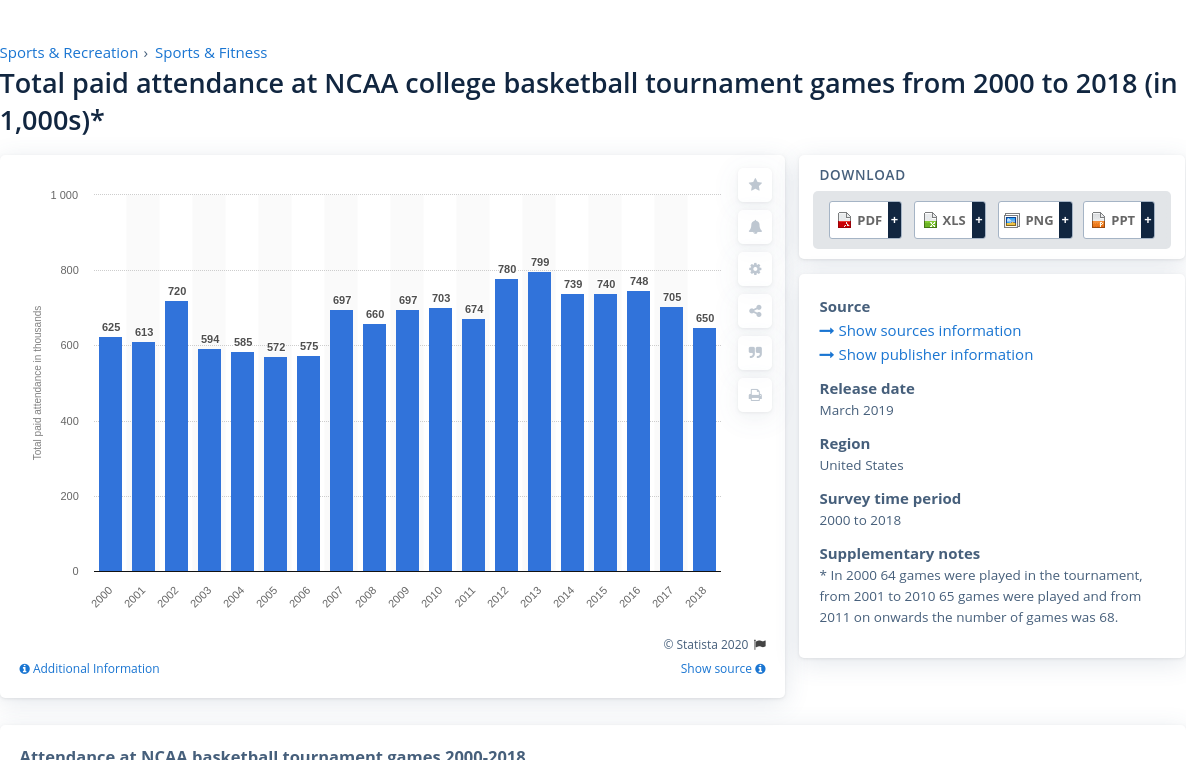 Sports & Recreation › Sports & Fitness
Total paid attendance at NCAA college basketball tournament games from 2000 to 2018 (in
1,000s)*
1 000
800
600
400
200
0
Total paid attendance in thousands
625
613
720
594
585
572
575
697
660
697
703
674
780
799
739
740
748
705
650
2000
2001
2002
2003
2004
2005
2006
2007
2008
2009
2010
2011
2012
2013
2014
2015
2016
2017
2018
© Statista 2020
Additional Information
Show source
DOWNLOAD
PDF + XLS + PNG + PPT +
Source
Show sources information
Show publisher information
Release date
March 2019
Region
United States
Survey time period
2000 to 2018
Supplementary notes
* In 2000 64 games were played in the tournament,
from 2001 to 2010 65 games were played and from
2011 on onwards the number of games was 68.
Attendance at NCAA basketball tournament games 2000-2018